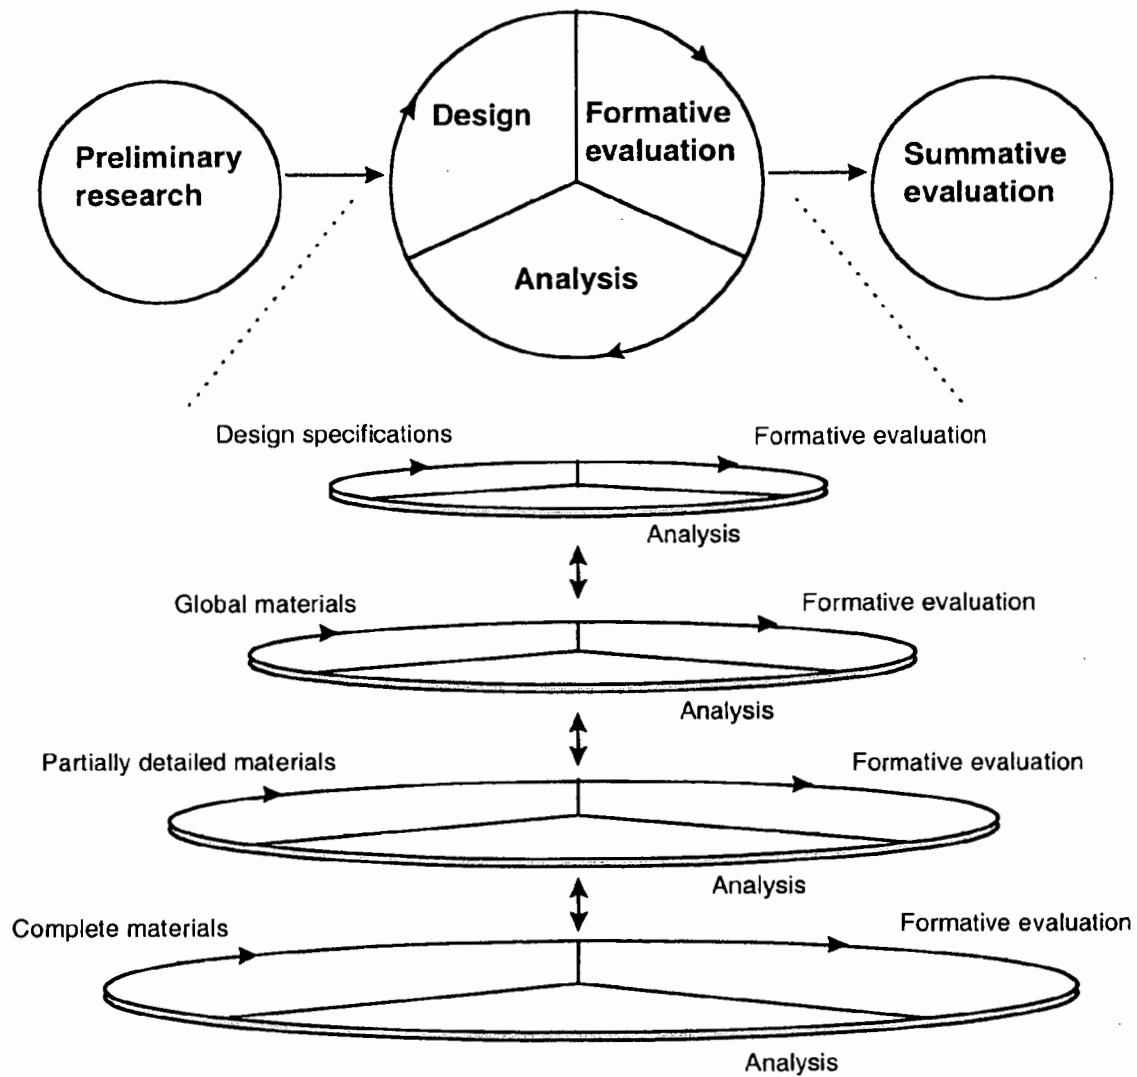 Preliminary
research
Design
Formative
evaluation
Analysis
Summative
evaluation
Design specifications
Formative evaluation
Analysis
Global materials
Formative evaluation
Analysis
Partially detailed materials
Formative evaluation
Analysis
Complete materials
Formative evaluation
Analysis